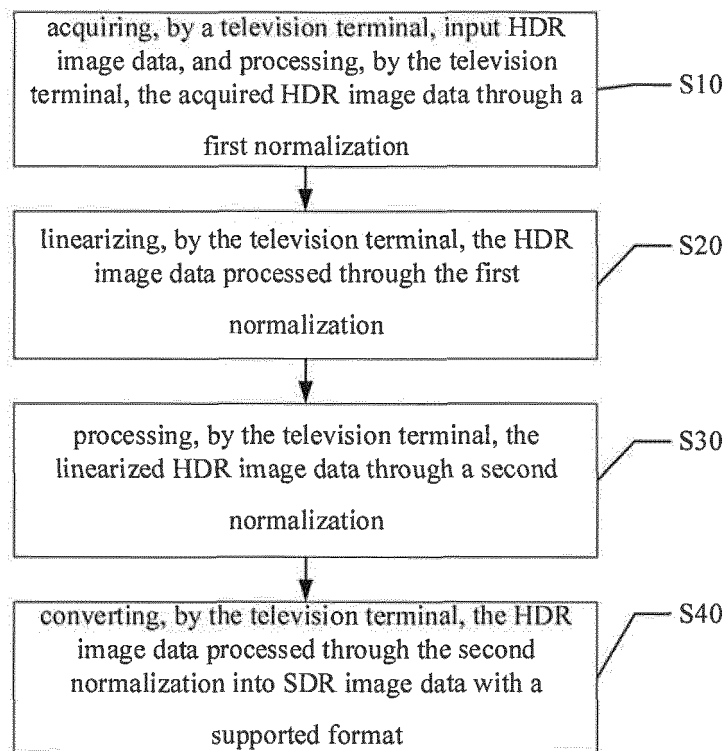 acquiring, by a television terminal, input HDR
image data, and processing, by the television
terminal, the acquired HDR image data through a
first normalization
S10
linearizing, by the television terminal, the HDR
image data processed through the first
normalization
S20
processing, by the television terminal, the
linearized HDR image data through a second
normalization
S30
converting, by the television terminal, the HDR
image data processed through the second
normalization into SDR image data with a
supported format
S40